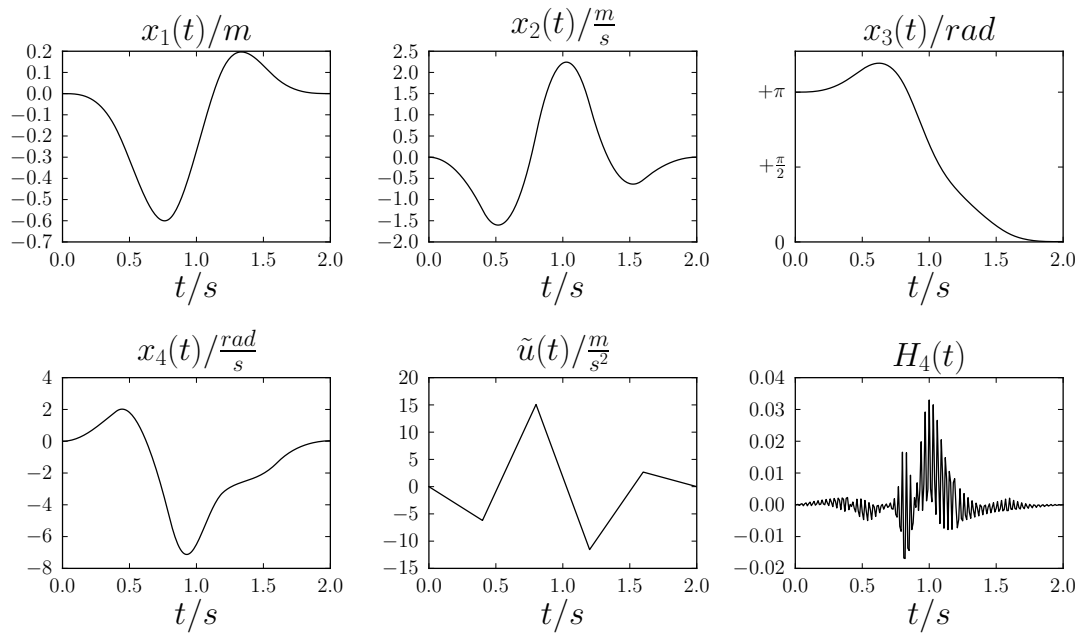 x₁(t)/m
0.2
0.1
0.0
−0.1
−0.2
−0.3
−0.4
−0.5
−0.6
−0.7
0.0 0.5 1.0 1.5 2.0
t/s
x₂(t)/m/s
2.5
2.0
1.5
1.0
0.5
0.0
−0.5
−1.0
−1.5
−2.0
0.0 0.5 1.0 1.5 2.0
t/s
x₃(t)/rad
+π
+π/2
0
0.0 0.5 1.0 1.5 2.0
t/s
x₄(t)/rad/s
4
2
0
−2
−4
−6
−8
0.0 0.5 1.0 1.5 2.0
t/s
ũ(t)/m/s²
20
15
10
5
0
−5
−10
−15
0.0 0.5 1.0 1.5 2.0
t/s
H₄(t)
0.04
0.03
0.02
0.01
0.00
−0.01
−0.02
0.0 0.5 1.0 1.5 2.0
t/s